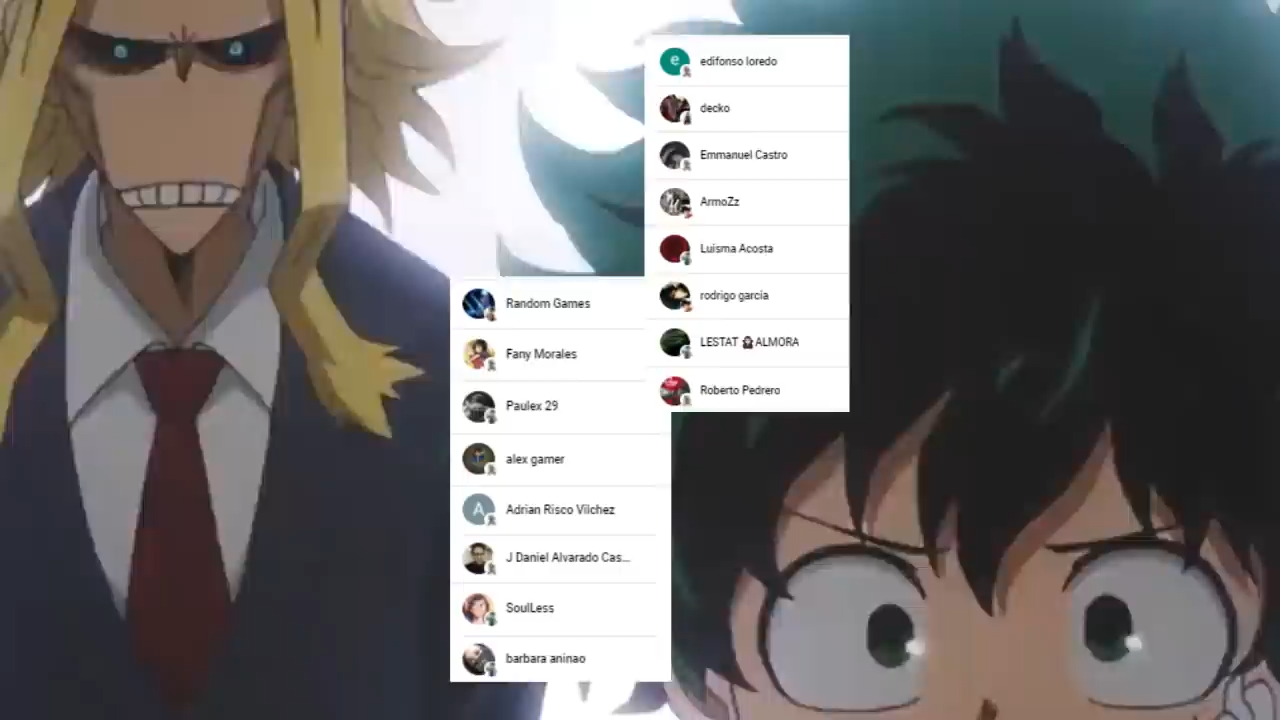 edifonso loredo
decko
Emmanuel Castro
ArmoZz
Luisma Acosta
rodrigo garcía
LESTAT ALMORA
Roberto Pedrero
Random Games
Fany Morales
Paulex 29
alex gamer
A Adrian Risco Vilchez
J Daniel Alvarado Cas...
SoulLess
barbara aninao